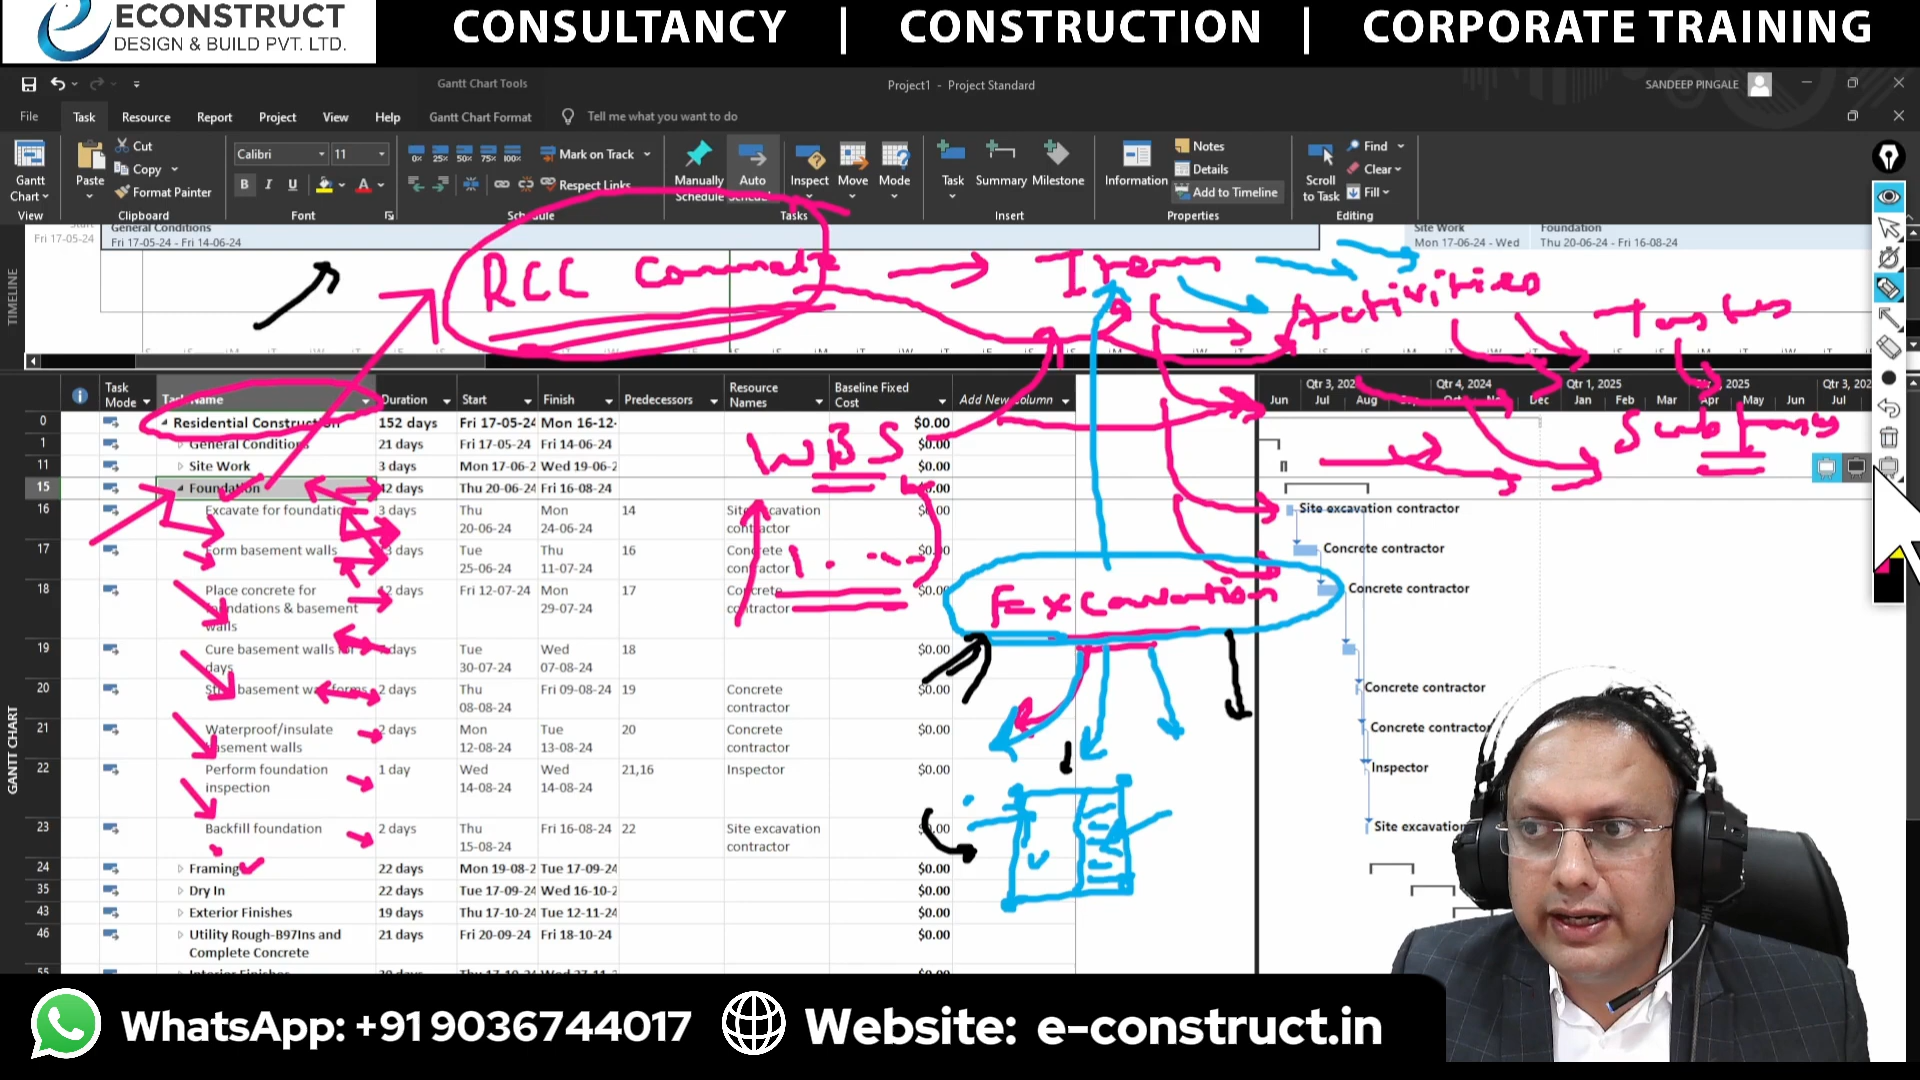 ECONSTRUCT
DESIGN & BUILD PVT. LTD.
CONSULTANCY | CONSTRUCTION | CORPORATE TRAINING
Gantt Chart Tools
Project1 - Project Standard
SANDEEP PINGALE
File Task Resource Report Project View Help Gantt Chart Format Tell me what you want to do
Gantt Chart
View
Paste
Cut
Copy
Format Painter
Clipboard
Calibri 11
B I U A
Font
0% 25% 50% 75% 100%
Mark on Track
Respect Links
Manually Schedule
Auto
Inspect Move Mode
Tasks
Task Summary Milestone
Insert
Information
Notes
Details
Add to Timeline
Properties
Scroll to Task
Find
Clear
Fill
Editing
TIMELINE
Start
Fri 17-05-24
General Conditions
Fri 17-05-24 - Fri 14-06-24
Site Work
Mon 17-06-24 - Wed
Foundation
Thu 20-06-24 - Fri 16-08-24
RCC
Item
Activities
WBS
1.
Excavation
GANTT CHART
Task Mode Duration Start Finish Predecessors Resource Names Baseline Fixed Cost Add New Column
Qtr 4, 2024 Qtr 1, 2025
Jun Jul Aug Dec Jan Feb Mar Apr May Jun Jul
0 Residential Construction 152 days Fri 17-05-24 Mon 16-12- $0.00
1 General Conditions 21 days Fri 17-05-24 Fri 14-06-24 $0.00
11 Site Work 3 days Mon 17-06-2 Wed 19-06-2 $0.00
15 Foundation 42 days Thu 20-06-24 Fri 16-08-24 $0.00
16 Excavate for foundation 3 days Thu 20-06-24 Mon 24-06-24 14 Site excavation contractor
17 Form basement walls days Tue 25-06-24 Thu 11-07-24 16 Concrete contractor
18 Place concrete for foundations & basement walls 12 days Fri 12-07-24 Mon 29-07-24 17 Concrete contractor $0.00
19 Cure basement walls days Tue 30-07-24 Wed 07-08-24 18 $0.00
20 basement 2 days Thu 08-08-24 Fri 09-08-24 19 Concrete contractor $0.00
21 Waterproof/insulate basement walls 2 days Mon 12-08-24 Tue 13-08-24 20 Concrete contractor $0.00
22 Perform foundation inspection 1 day Wed 14-08-24 Wed 14-08-24 21,16 Inspector $0.00
23 Backfill foundation 2 days Thu 15-08-24 Fri 16-08-24 22 Site excavation contractor
24 Framing 22 days Mon 19-08-2 Tue 17-09-24 $0.00
35 Dry In 22 days Tue 17-09-24 Wed 16-10-2 $0.00
43 Exterior Finishes 19 days Thu 17-10-24 Tue 12-11-24 $0.00
46 Utility Rough-B97Ins and Complete Concrete 21 days Fri 20-09-24 Fri 18-10-24 $0.00
Site excavation contractor
Concrete contractor
Concrete contractor
Concrete contractor
Concrete
Inspector
Site
WhatsApp: +91 9036744017
Website: e-construct.in